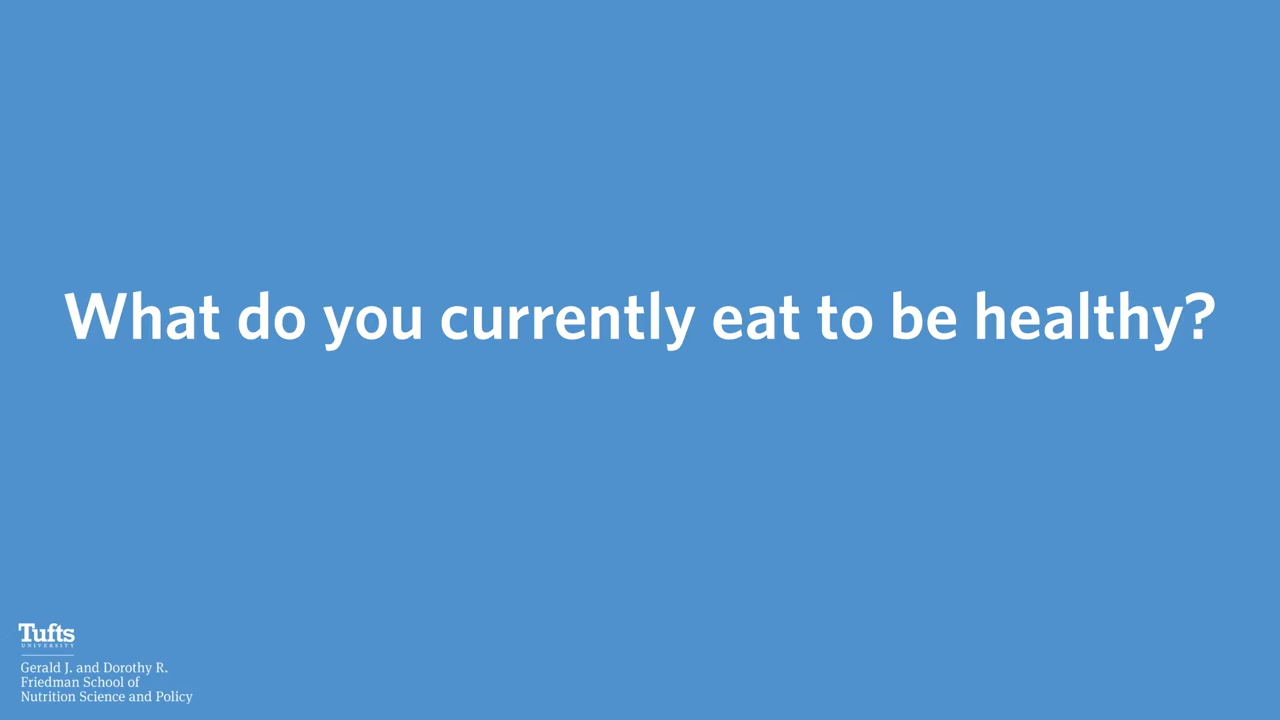 What do you currently eat to be healthy?
Tufts
UNIVERSITY
Gerald J. and Dorothy R.
Friedman School of
Nutrition Science and Policy